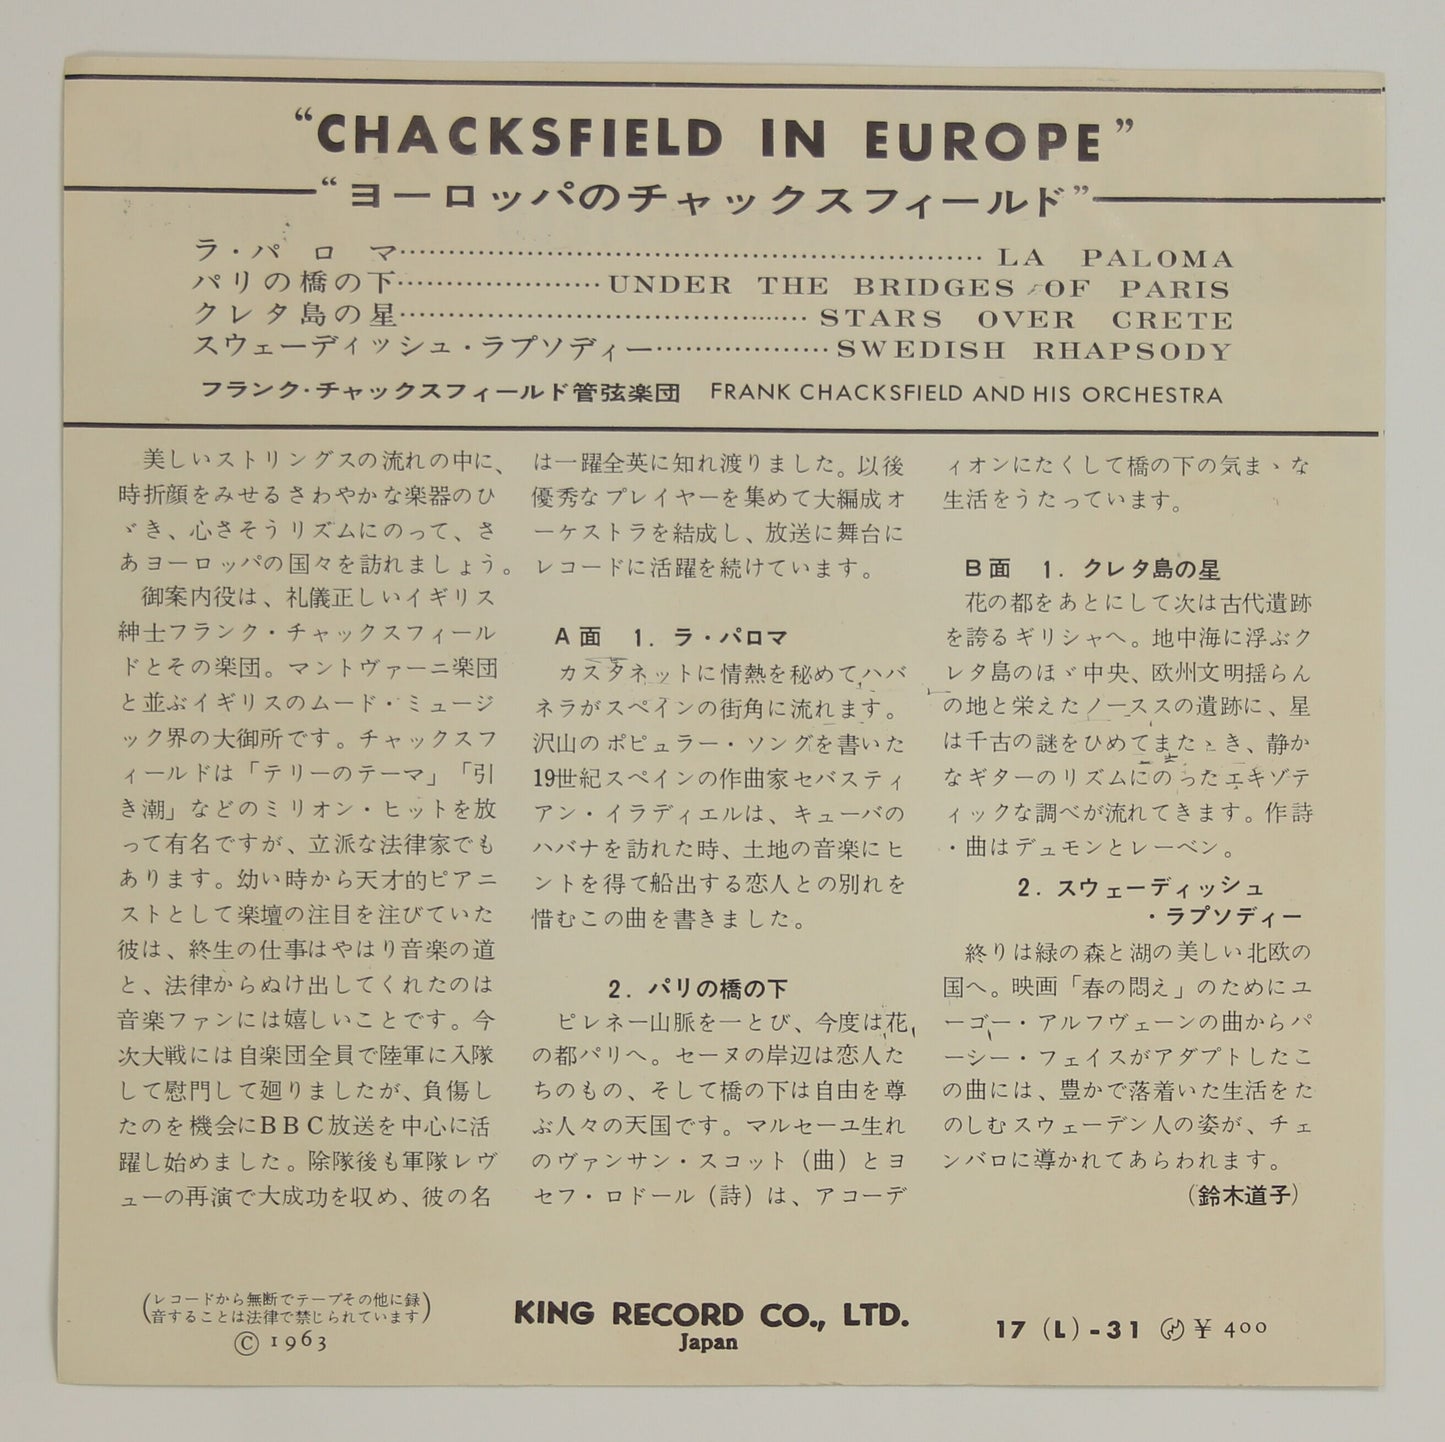 “CHACKSFIELD IN EUROPE”
“ヨーロッパのチャックスフィールド”
ラ・パロマ………………………………………………LA PALOMA
パリの橋の下…………………UNDER THE BRIDGES OF PARIS
クレタ島の星…………………………………STARS OVER CRETE
スウェーディッシュ・ラプソディー………………SWEDISH RHAPSODY
フランク・チャックスフィールド管弦楽団 FRANK CHACKSFIELD AND HIS ORCHESTRA
美しいストリングスの流れの中に、
時折顔をみせるさわやかな楽器のひ
ゞき、心さそうリズムにのって、さ
あヨーロッパの国々を訪れましょう。
御案内役は、礼儀正しいイギリス
紳士フランク・チャックスフィール
ドとその楽団。マントヴァーニ楽団
と並ぶイギリスのムード・ミュージ
ック界の大御所です。チャックスフ
ィールドは「テリーのテーマ」「引
き潮」などのミリオン・ヒットを放
って有名ですが、立派な法律家でも
あります。幼い時から天才的ピアニ
ストとして楽壇の注目を注びていた
彼は、終生の仕事はやはり音楽の道
と、法律からぬけ出してくれたのは
音楽ファンには嬉しいことです。今
次大戦には自楽団全員で陸軍に入隊
して慰門して廻りましたが、負傷し
たのを機会にBBC放送を中心に活
躍し始めました。除隊後も軍隊レヴ
ューの再演で大成功を収め、彼の名
は一躍全英に知れ渡りました。以後
優秀なプレイヤーを集めて大編成オ
ーケストラを結成し、放送に舞台に
レコードに活躍を続けています。
A面 1. ラ・パロマ
カスタネットに情熱を秘めてハバ
ネラがスペインの街角に流れます。
沢山のポピュラー・ソングを書いた
19世紀スペインの作曲家セバスティ
アン・イラディエルは、キューバの
ハバナを訪れた時、土地の音楽にヒ
ントを得て船出する恋人との別れを
惜むこの曲を書きました。
2. パリの橋の下
ピレネー山脈を一とび、今度は花
の都パリへ。セーヌの岸辺は恋人た
ちのもの、そして橋の下は自由を尊
ぶ人々の天国です。マルセーユ生れ
のヴァンサン・スコット(曲)とヨ
セフ・ロドール(詩)は、アコーデ
ィオンにたくして橋の下の気まゝな
生活をうたっています。
B面 1. クレタ島の星
花の都をあとにして次は古代遺跡
を誇るギリシャへ。地中海に浮ぶク
レタ島のほゞ中央、欧州文明揺らん
の地と栄えたノーススの遺跡に、星
は千古の謎をひめてまたゝき、静か
なギターのリズムにのったエキゾテ
ィックな調べが流れてきます。作詩
・曲はデュモンとレーベン。
2. スウェーディッシュ
・ラプソディー
終りは緑の森と湖の美しい北欧の
国へ。映画「春の悶え」のためにユ
ーゴー・アルフヴェーンの曲からパ
ーシー・フェイスがアダプトしたこ
の曲には、豊かで落着いた生活をた
のしむスウェーデン人の姿が、チェ
ンバロに導かれてあらわれます。
(鈴木道子)
(レコードから無断でテープその他に録
音することは法律で禁じられています)
© 1963
KING RECORD CO., LTD.
Japan
17 (L)-31 ¥ 400